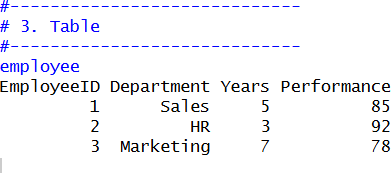 #-----------------------------
# 3. Table
#-----------------------------
employee
EmployeeID Department Years Performance
1 Sales 5 85
2 HR 3 92
3 Marketing 7 78